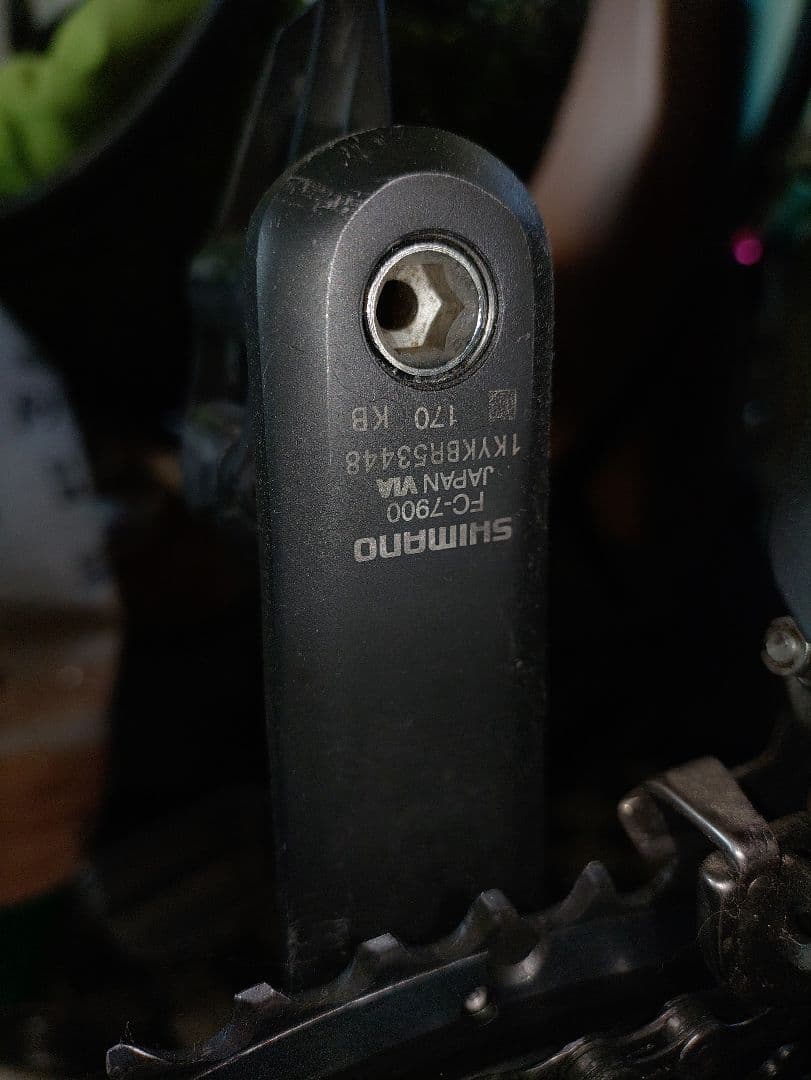 SHIMANO
FC-7900
JAPAN VIA
1KYKBR53448
170 KB